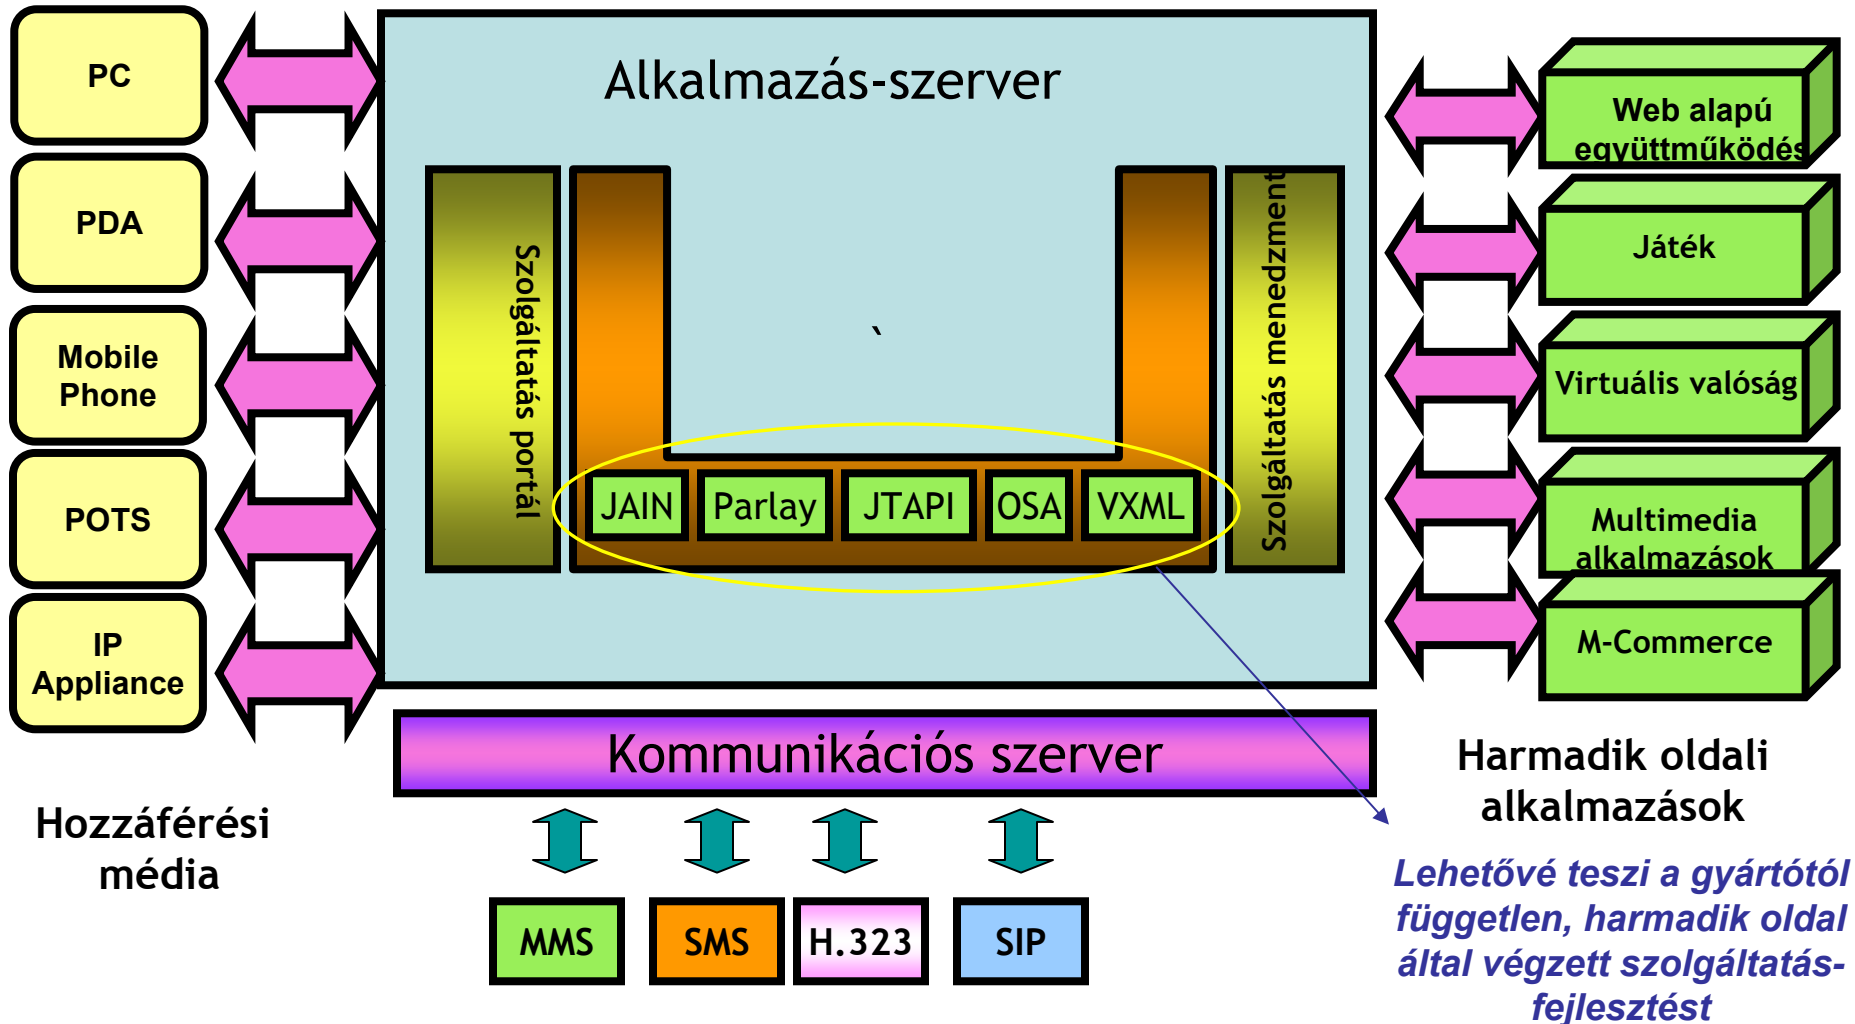 PC
PDA
Mobile
Phone
POTS
IP
Appliance
Hozzáférési
média
Alkalmazás-szerver
Szolgáltatás portál
`
JAIN
Parlay
JTAPI
OSA
VXML
Szolgáltatás menedzsment
Kommunikációs szerver
MMS
SMS
H.323
SIP
Web alapú
együttműködés
Játék
Virtuális valóság
Multimedia
alkalmazások
M-Commerce
Harmadik oldali
alkalmazások
Lehetővé teszi a gyártótól
független, harmadik oldal
által végzett szolgáltatás-
fejlesztést